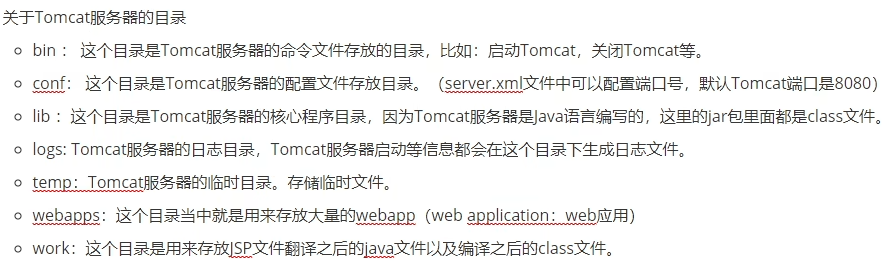 关于Tomcat服务器的目录
bin ： 这个目录是Tomcat服务器的命令文件存放的目录，比如：启动Tomcat，关闭Tomcat等。
conf： 这个目录是Tomcat服务器的配置文件存放目录。（server.xml文件中可以配置端口号，默认Tomcat端口是8080）
lib ：这个目录是Tomcat服务器的核心程序目录，因为Tomcat服务器是Java语言编写的，这里的jar包里面都是class文件。
logs: Tomcat服务器的日志目录，Tomcat服务器启动等信息都会在这个目录下生成日志文件。
temp：Tomcat服务器的临时目录。存储临时文件。
webapps：这个目录当中就是用来存放大量的webapp（web application：web应用）
work：这个目录是用来存放JSP文件翻译之后的java文件以及编译之后的class文件。